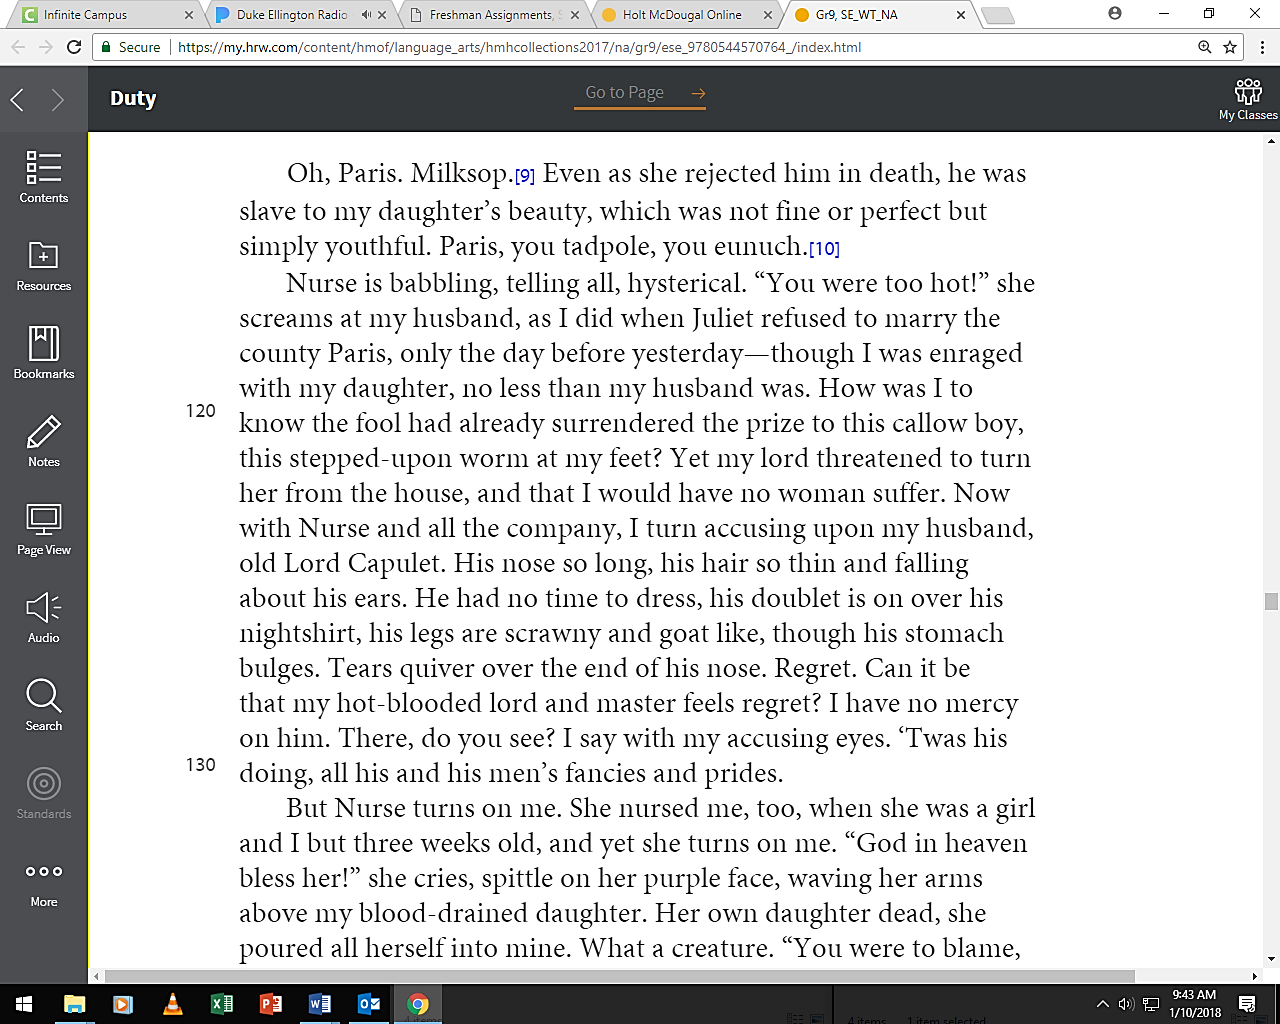 Infinite Campus
Duke Ellington Radio
Freshman Assignments, S
Holt McDougal Online
Gr9, SE_WT_NA
Secure
https://my.hrw.com/content/hmof/language_arts/hmhcollections2017/na/gr9/ese_9780544570764_/index.html
Duty
Go to Page
My Classes
Contents
Resources
Bookmarks
Notes
Page View
Audio
Search
Standards
More
Oh, Paris. Milksop.[9] Even as she rejected him in death, he was
slave to my daughter’s beauty, which was not fine or perfect but
simply youthful. Paris, you tadpole, you eunuch.[10]
Nurse is babbling, telling all, hysterical. “You were too hot!” she
screams at my husband, as I did when Juliet refused to marry the
county Paris, only the day before yesterday—though I was enraged
with my daughter, no less than my husband was. How was I to
120 know the fool had already surrendered the prize to this callow boy,
this stepped-upon worm at my feet? Yet my lord threatened to turn
her from the house, and that I would have no woman suffer. Now
with Nurse and all the company, I turn accusing upon my husband,
old Lord Capulet. His nose so long, his hair so thin and falling
about his ears. He had no time to dress, his doublet is on over his
nightshirt, his legs are scrawny and goat like, though his stomach
bulges. Tears quiver over the end of his nose. Regret. Can it be
that my hot-blooded lord and master feels regret? I have no mercy
on him. There, do you see? I say with my accusing eyes. ‘Twas his
130 doing, all his and his men’s fancies and prides.
But Nurse turns on me. She nursed me, too, when she was a girl
and I but three weeks old, and yet she turns on me. “God in heaven
bless her!” she cries, spittle on her purple face, waving her arms
above my blood-drained daughter. Her own daughter dead, she
poured all herself into mine. What a creature. “You were to blame,
4 items
4 items 1 item selected
9:43 AM
1/10/2018